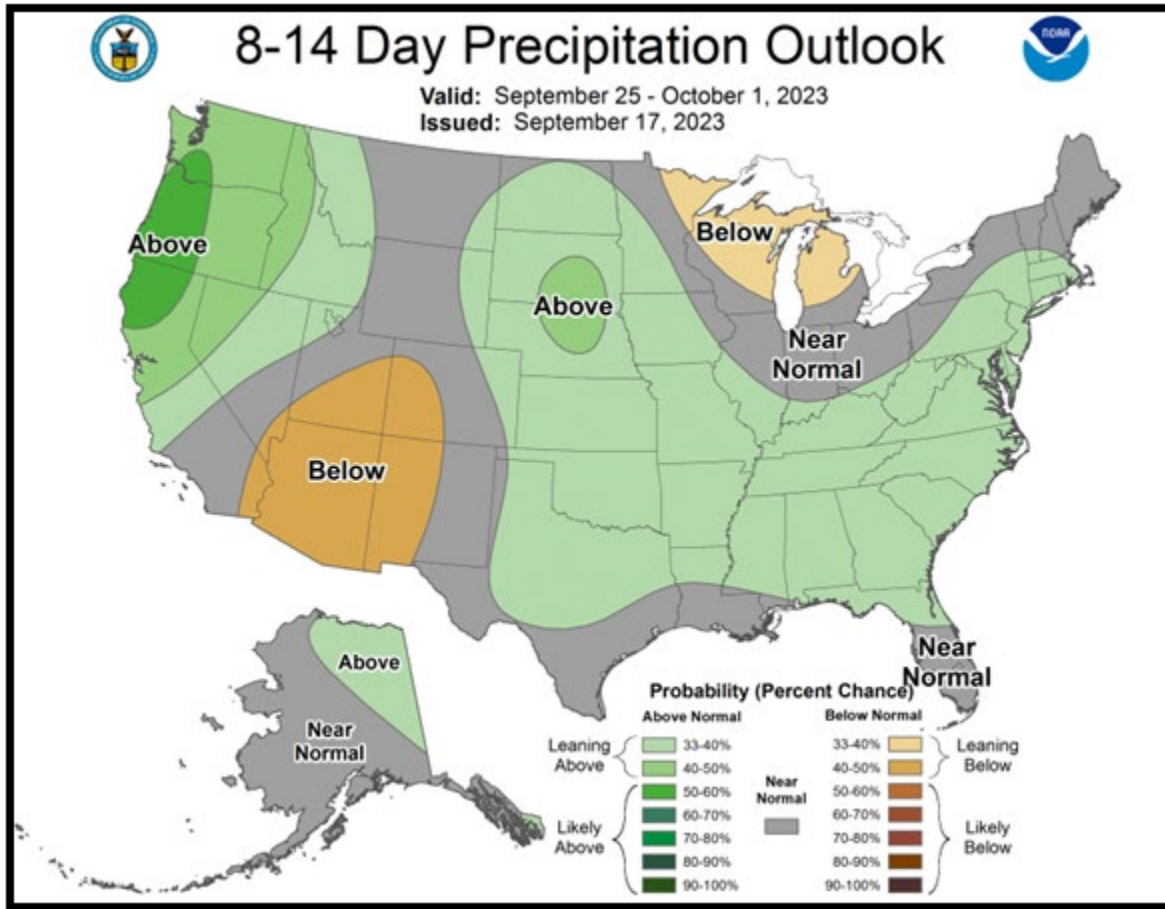 8-14 Day Precipitation Outlook
NOAA
Valid: September 25 - October 1, 2023
Issued: September 17, 2023
Above
Below
Above
Near
Normal
Below
Near
Normal
Above
Near
Normal
Probability (Percent Chance)
Above Normal
Below Normal
Leaning
Above
33-40%
40-50%
Likely
Above
50-60%
60-70%
70-80%
80-90%
90-100%
Near
Normal
33-40%
40-50%
Leaning
Below
50-60%
60-70%
70-80%
80-90%
90-100%
Likely
Below